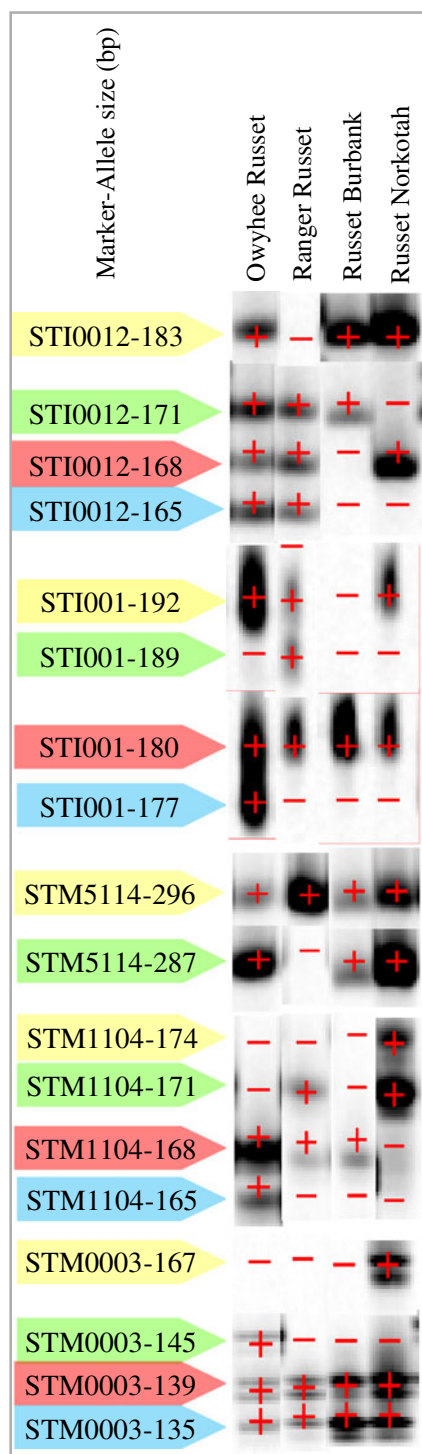 Marker-Allele size (bp)
Owyhee Russet
Ranger Russet
Russet Burbank
Russet Norkotah
STI0012-183 + − + +
STI0012-171 + + + −
STI0012-168 + + − +
STI0012-165 + + − −
−
STI001-192 + + − +
STI001-189 − + − −
STI001-180 + + + +
STI001-177 + − − −
STM5114-296 + + + +
STM5114-287 + − + +
STM1104-174 − − − +
STM1104-171 − + − +
STM1104-168 + + + −
STM1104-165 + − − −
STM0003-167 − − − +
STM0003-145 + − − −
STM0003-139 + + + +
STM0003-135 + + + +